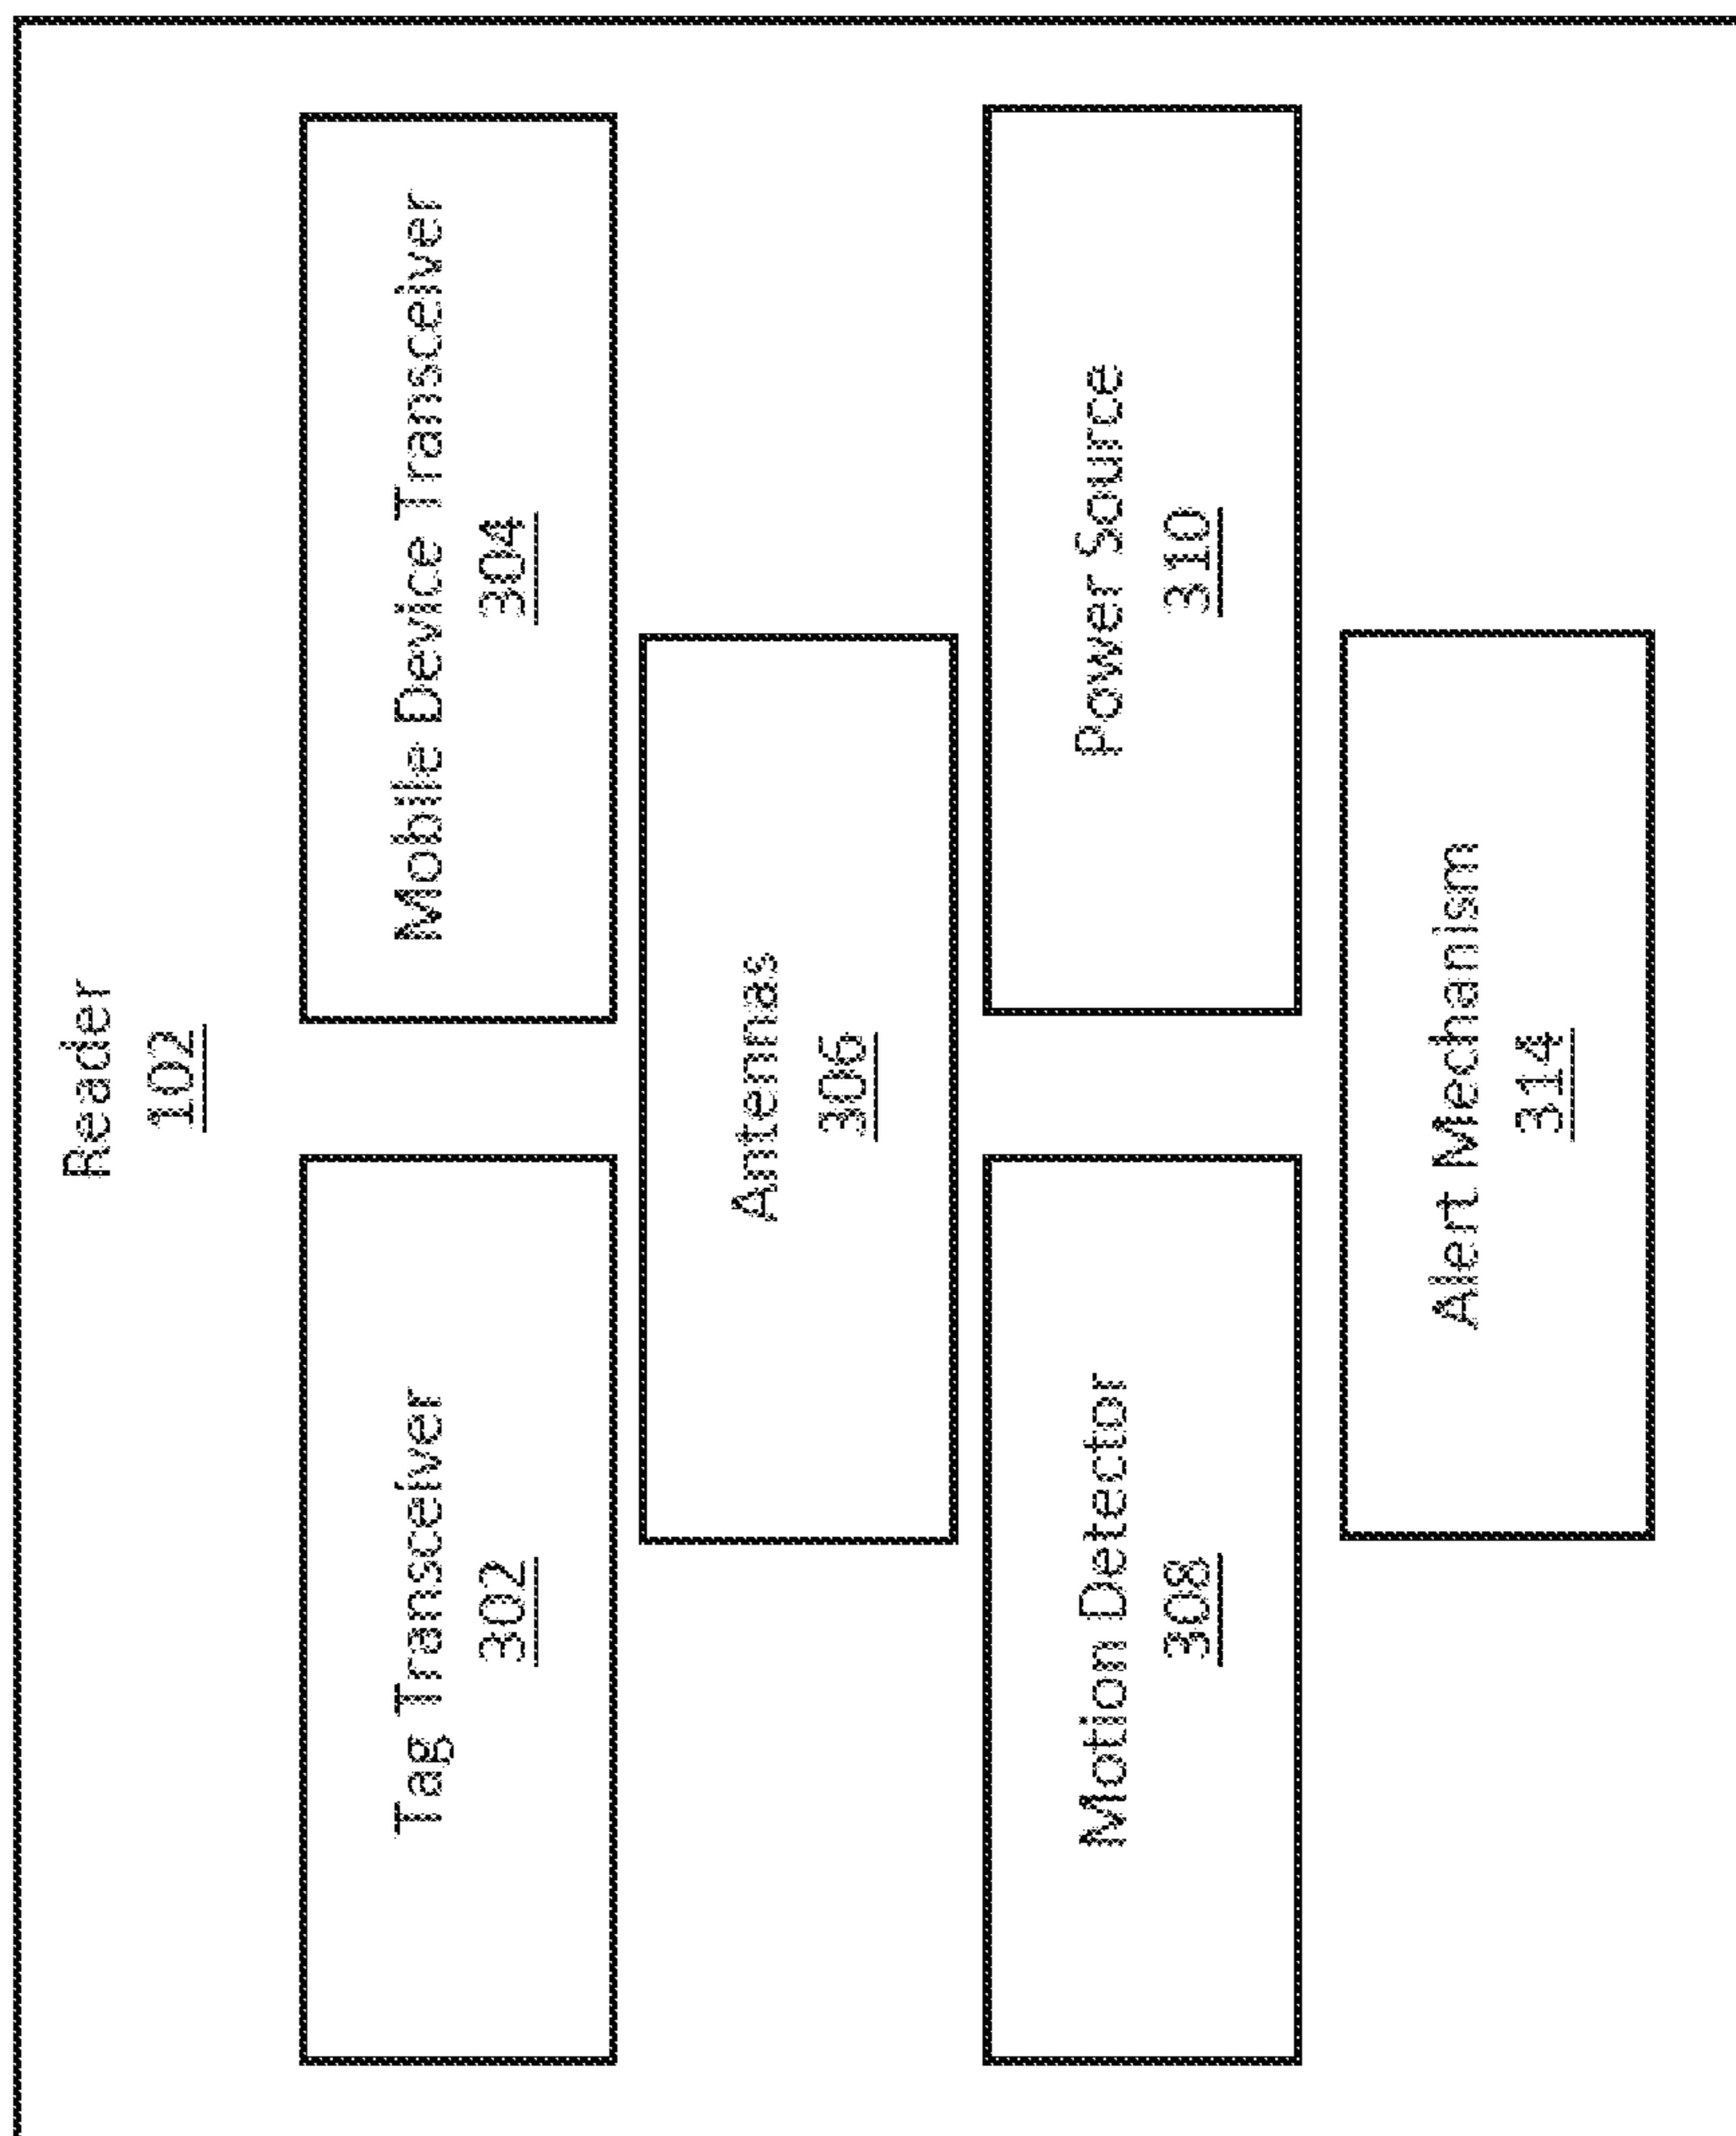 Reader
102
Tag Transceiver
302
Mobile Device Transceiver
304
Antennas
306
Motion Detector
308
Power Source
310
Alert Mechanism
314